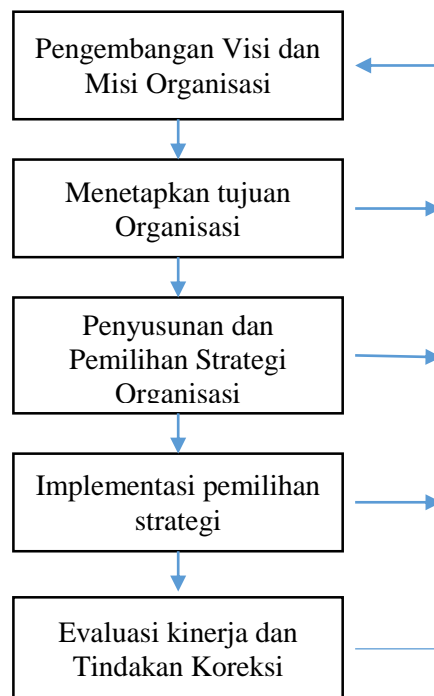 Pengembangan Visi dan
Misi Organisasi
Menetapkan tujuan
Organisasi
Penyusunan dan
Pemilihan Strategi
Organisasi
Implementasi pemilihan
strategi
Evaluasi kinerja dan
Tindakan Koreksi